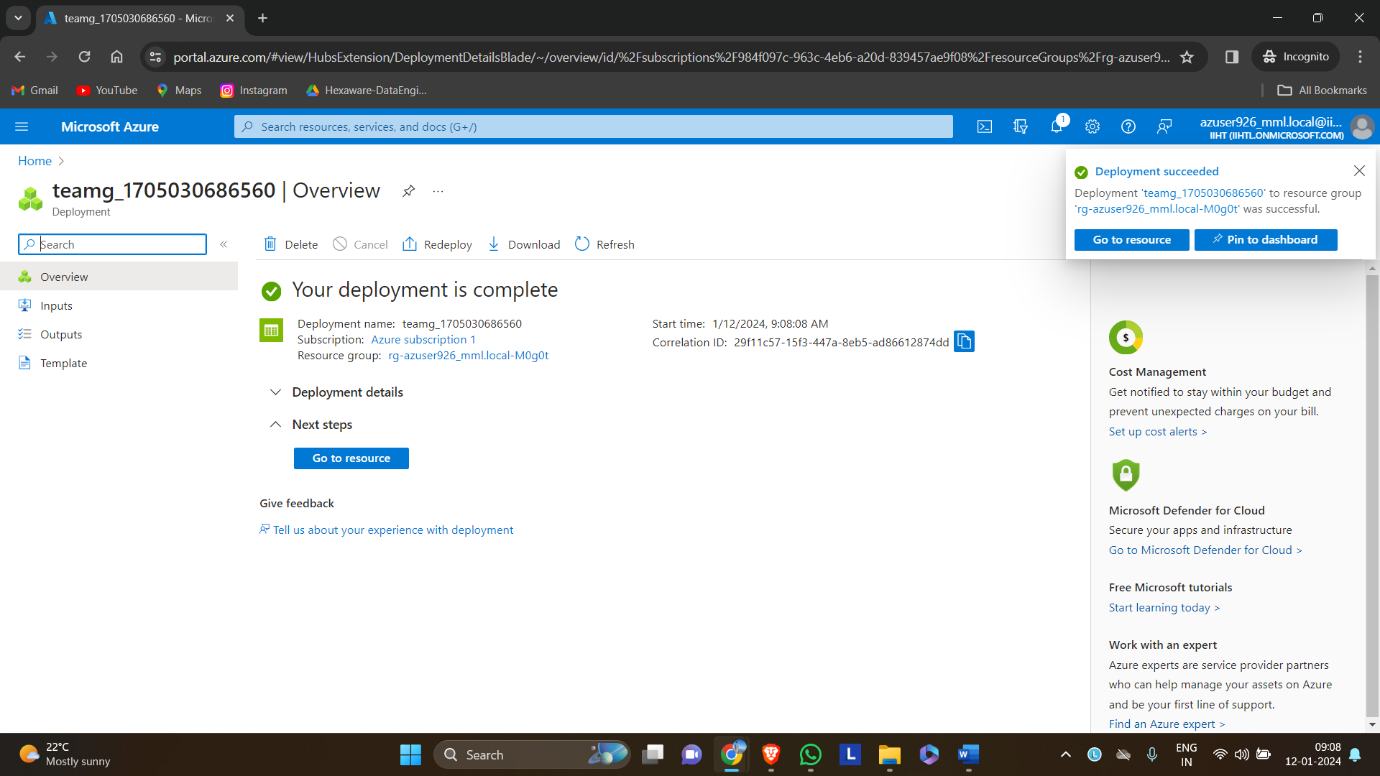 teamg_1705030686560 - Micro
portal.azure.com/#view/HubsExtension/DeploymentDetailsBlade/~/overview/id/%2Fsubscriptions%2F984f097c-963c-4eb6-a20d-839457ae9f08%2FresourceGroups%2Frg-azuser9...
Incognito
Gmail
YouTube
Maps
Instagram
Hexaware-DataEngi...
All Bookmarks
Microsoft Azure
Search resources, services, and docs (G+/)
1
azuser926_mml.local@ii...
IIHT (IIHTL.ONMICROSOFT.COM)
Home
teamg_1705030686560 | Overview
Deployment
Deployment succeeded
Deployment 'teamg_1705030686560' to resource group
'rg-azuser926_mml.local-M0g0t' was successful.
Go to resource
Pin to dashboard
Search
Delete
Cancel
Redeploy
Download
Refresh
Overview
Inputs
Outputs
Template
Your deployment is complete
Deployment name: teamg_1705030686560
Subscription: Azure subscription 1
Resource group: rg-azuser926_mml.local-M0g0t
Start time: 1/12/2024, 9:08:08 AM
Correlation ID: 29f11c57-15f3-447a-8eb5-ad86612874dd
Deployment details
Next steps
Go to resource
Give feedback
Tell us about your experience with deployment
$
Cost Management
Get notified to stay within your budget and
prevent unexpected charges on your bill.
Set up cost alerts >
Microsoft Defender for Cloud
Secure your apps and infrastructure
Go to Microsoft Defender for Cloud >
Free Microsoft tutorials
Start learning today >
Work with an expert
Azure experts are service provider partners
who can help manage your assets on Azure
and be your first line of support.
Find an Azure expert >
22°C
Mostly sunny
Search
L
W
L
ENG
IN
09:08
12-01-2024